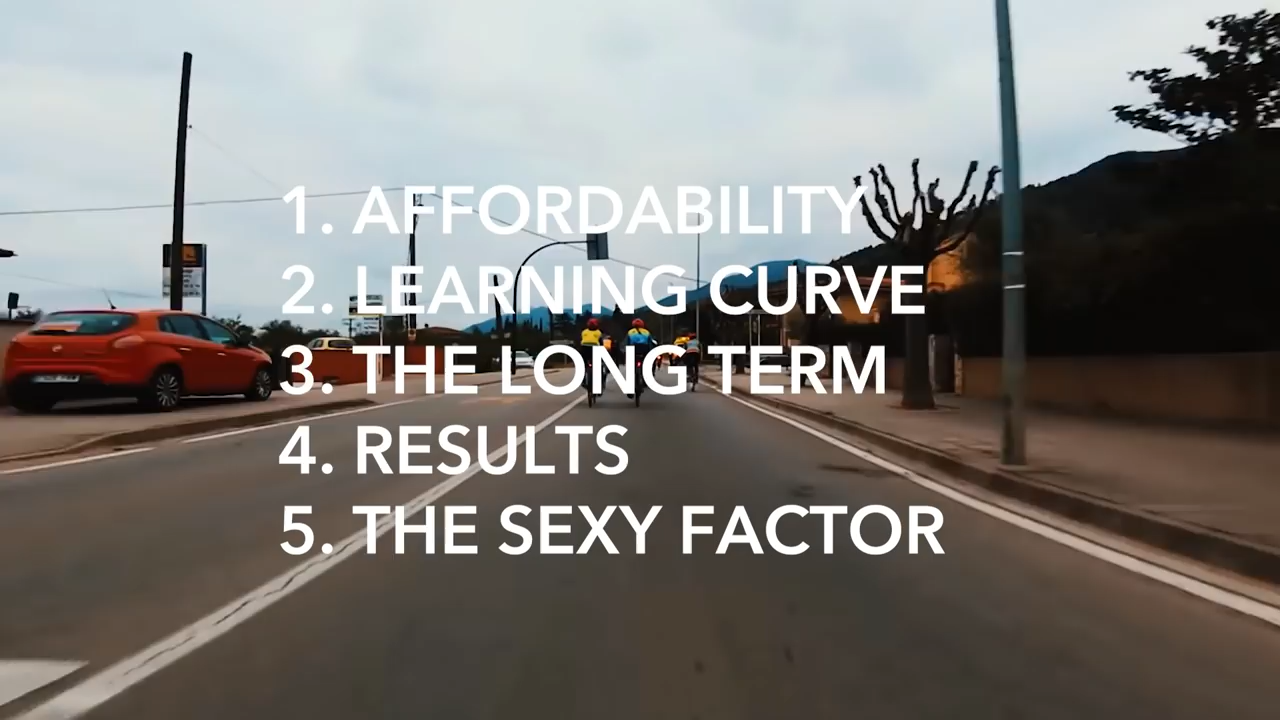 1. AFFORDABILITY
2. LEARNING CURVE
3. THE LONG TERM
4. RESULTS
5. THE SEXY FACTOR